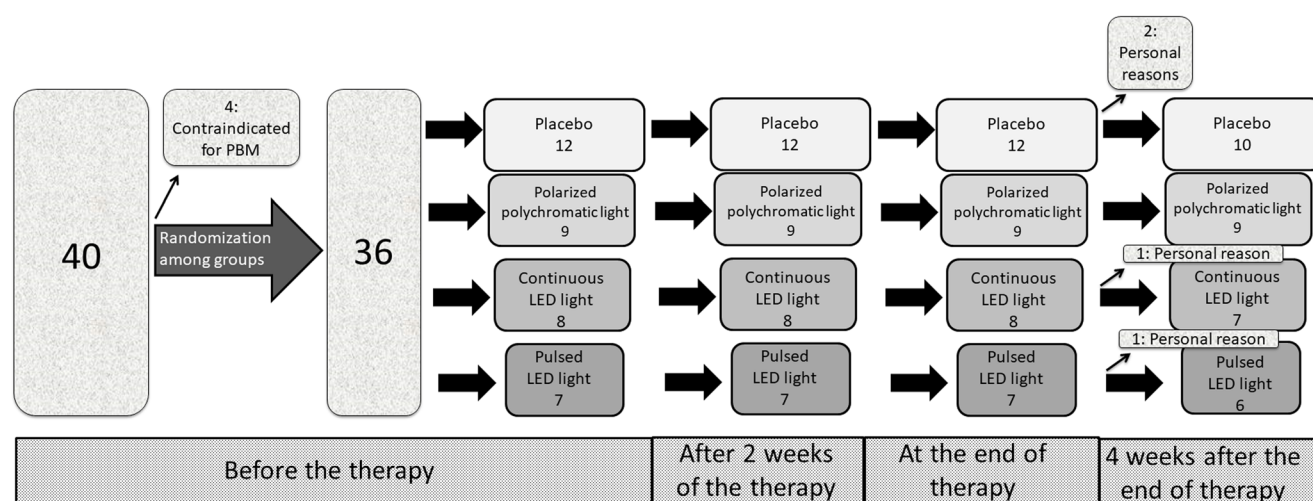 40
4:
Contraindicated
for PBM
Randomization
among groups
36
Placebo
12
Polarized
polychromatic light
9
Continuous
LED light
8
Pulsed
LED light
7
Placebo
12
Polarized
polychromatic light
9
Continuous
LED light
8
Pulsed
LED light
7
Placebo
12
Polarized
polychromatic light
9
Continuous
LED light
8
Pulsed
LED light
7
2:
Personal
reasons
Placebo
10
Polarized
polychromatic light
9
1: Personal reason
Continuous
LED light
7
1: Personal reason
Pulsed
LED light
6
Before the therapy
After 2 weeks
of the therapy
At the end of
therapy
4 weeks after the
end of therapy